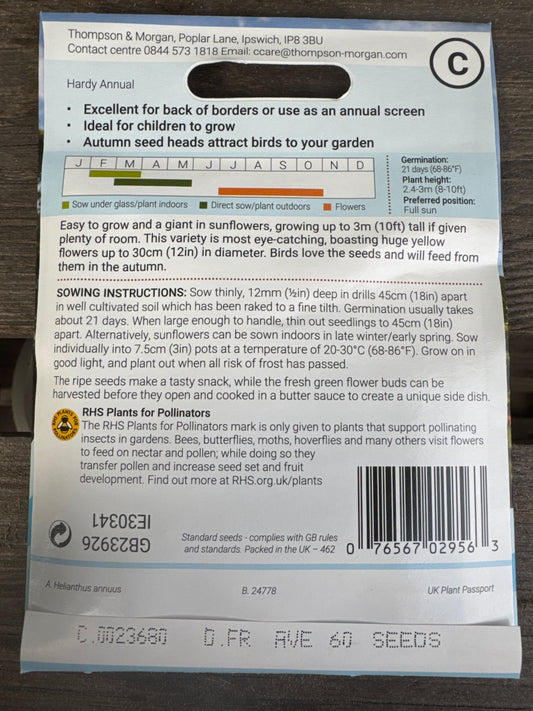 Thompson & Morgan, Poplar Lane, Ipswich, IP8 3BU
Contact centre 0844 573 1818 Email: ccare@thompson-morgan.com
C
Hardy Annual
• Excellent for back of borders or use as an annual screen
• Ideal for children to grow
• Autumn seed heads attract birds to your garden
J F M A M J J A S O N D
Sow under glass/plant indoors Direct sow/plant outdoors Flowers
Germination:
21 days (68-86°F)
Plant height:
2.4-3m (8-10ft)
Preferred position:
Full sun
Easy to grow and a giant in sunflowers, growing up to 3m (10ft) tall if given
plenty of room. This variety is most eye-catching, boasting huge yellow
flowers up to 30cm (12in) in diameter. Birds love the seeds and will feed from
them in the autumn.
SOWING INSTRUCTIONS: Sow thinly, 12mm (½in) deep in drills 45cm (18in) apart
in well cultivated soil which has been raked to a fine tilth. Germination usually takes
about 21 days. When large enough to handle, thin out seedlings to 45cm (18in)
apart. Alternatively, sunflowers can be sown indoors in late winter/early spring. Sow
individually into 7.5cm (3in) pots at a temperature of 20-30°C (68-86°F). Grow on in
good light, and plant out when all risk of frost has passed.
The ripe seeds make a tasty snack, while the fresh green flower buds can be
harvested before they open and cooked in a butter sauce to create a unique side dish.
RHS PLANTS FOR POLLINATORS
RHS Plants for Pollinators
The RHS Plants for Pollinators mark is only given to plants that support pollinating
insects in gardens. Bees, butterflies, moths, hoverflies and many others visit flowers
to feed on nectar and pollen; while doing so they
transfer pollen and increase seed set and fruit
development. Find out more at RHS.org.uk/plants
IE30341
GB23926
Standard seeds - complies with GB rules
and standards. Packed in the UK – 462
0 76567 02956 3
A. Helianthus annuus B. 24778 UK Plant Passport
C.0023680 D.FR AVE 60 SEEDS